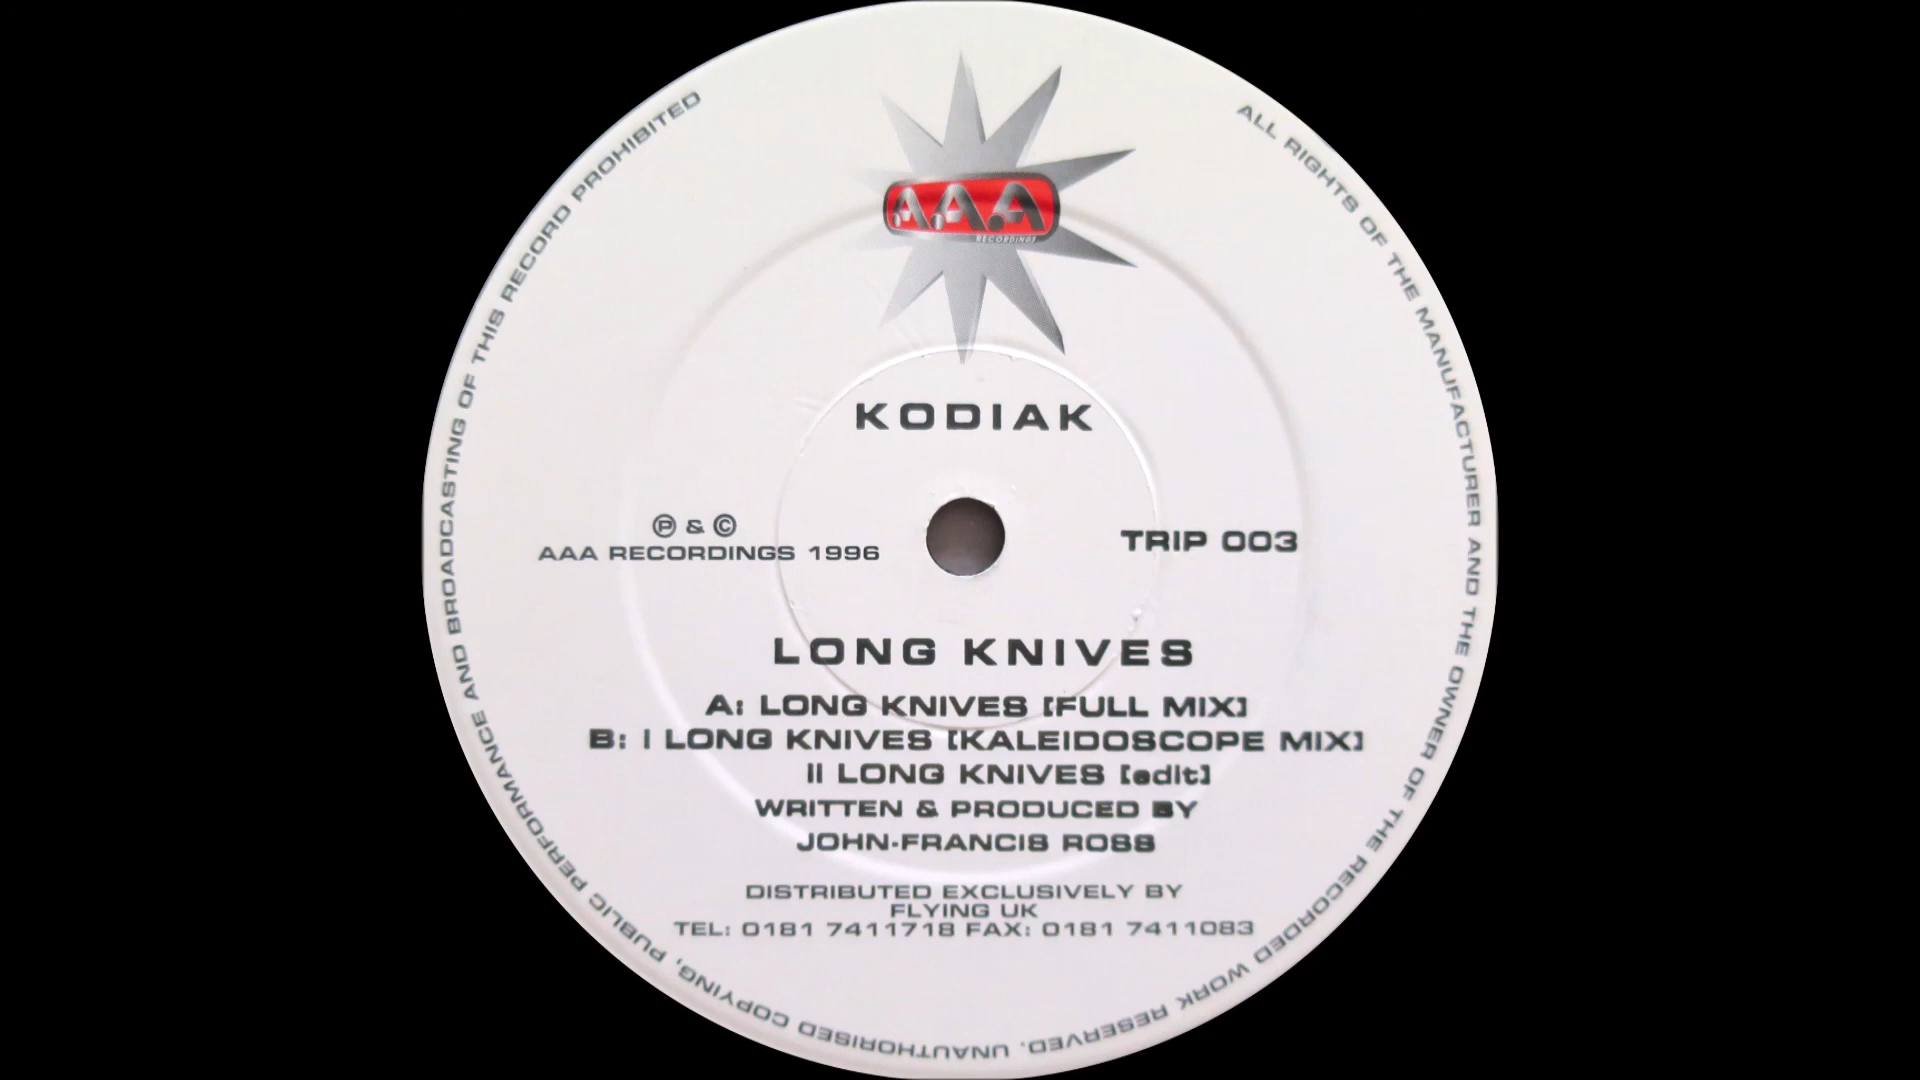 A.A.A
RECORDINGS
KODIAK
Ⓟ & ©
AAA RECORDINGS 1996
TRIP 003
LONG KNIVES
A: LONG KNIVES [FULL MIX]
B: I LONG KNIVES [KALEIDOSCOPE MIX]
II LONG KNIVES [edit]
WRITTEN & PRODUCED BY
JOHN-FRANCIS ROSS
DISTRIBUTED EXCLUSIVELY BY
FLYING UK
TEL: 0181 7411718 FAX: 0181 7411083
ALL RIGHTS OF THE MANUFACTURER AND THE OWNER OF THE RECORDED WORK RESERVED. UNAUTHORISED COPYING, PUBLIC PERFORMANCE AND BROADCASTING OF THIS RECORD PROHIBITED